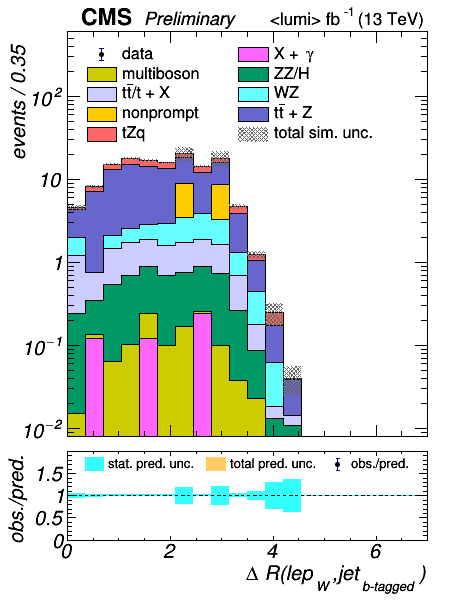 CMS Preliminary <lumi> fb⁻¹ (13 TeV)
events / 0.35
data X + γ
multiboson ZZ/H
tt̄/t + X WZ
nonprompt tt̄ + Z
tZq total sim. unc.
10²
10
1
10⁻¹
10⁻²
obs./pred.
stat. pred. unc. total pred. unc. obs./pred.
1.5
1
0.5
0
0 2 4 6
Δ R(lep_W, jet_b-tagged)